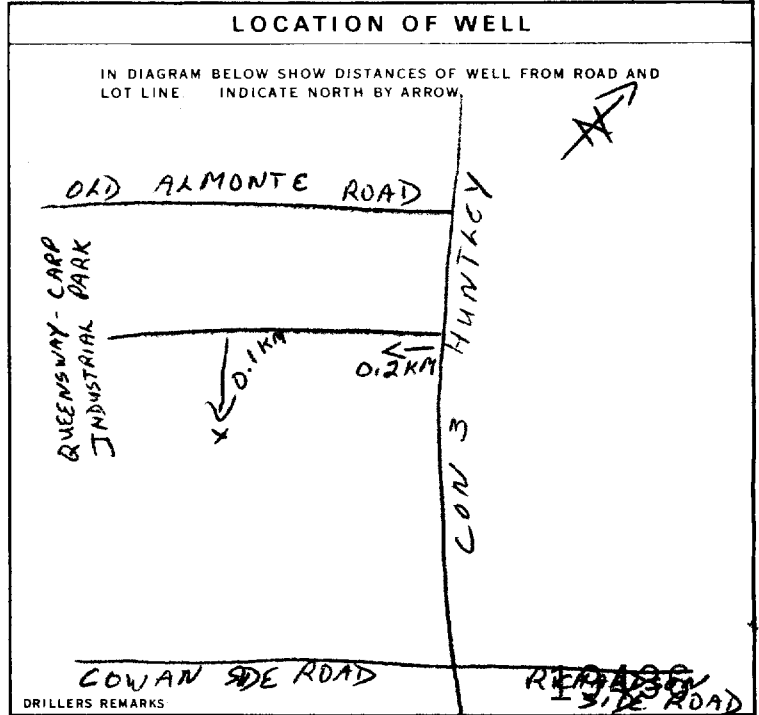 LOCATION OF WELL
IN DIAGRAM BELOW SHOW DISTANCES OF WELL FROM ROAD AND
LOT LINE. INDICATE NORTH BY ARROW.
N
OLD ALMONTE ROAD
CON 3 HUNTLEY
QUEENSWAY-CARP
INDUSTRIAL PARK
0.1KM
0.2KM
X
COWAN SIDE ROAD
SIDE ROAD
DRILLERS REMARKS